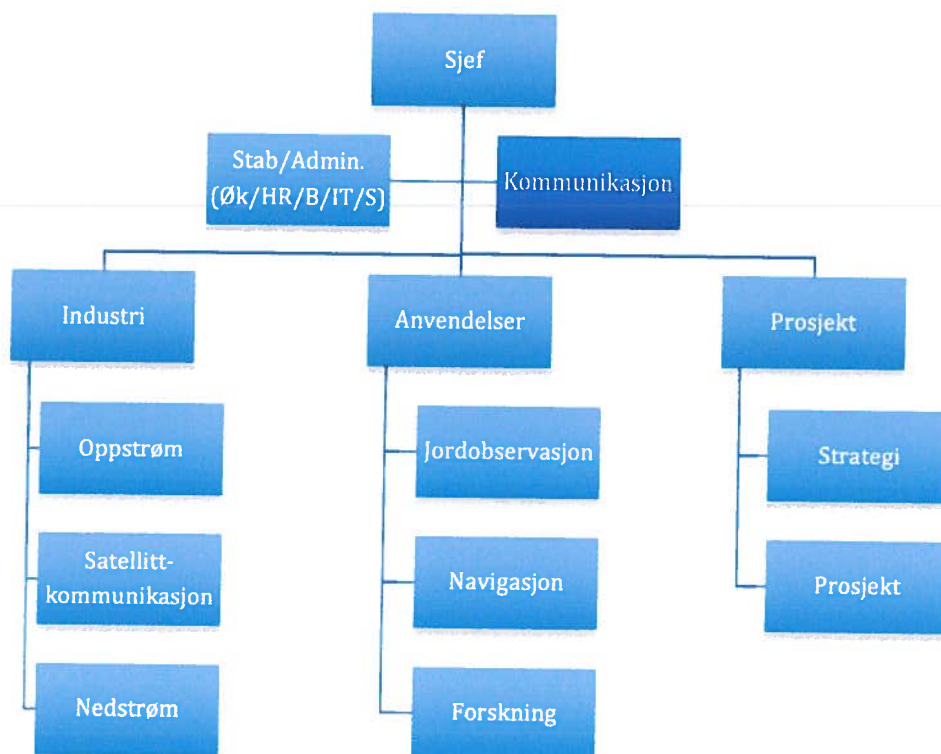 Sjef
Stab/Admin.
(Øk/HR/B/IT/S)
Kommunikasjon
Industri
Anvendelser
Prosjekt
Oppstrøm
Jordobservasjon
Strategi
Satellitt-
kommunikasjon
Navigasjon
Prosjekt
Nedstrøm
Forskning